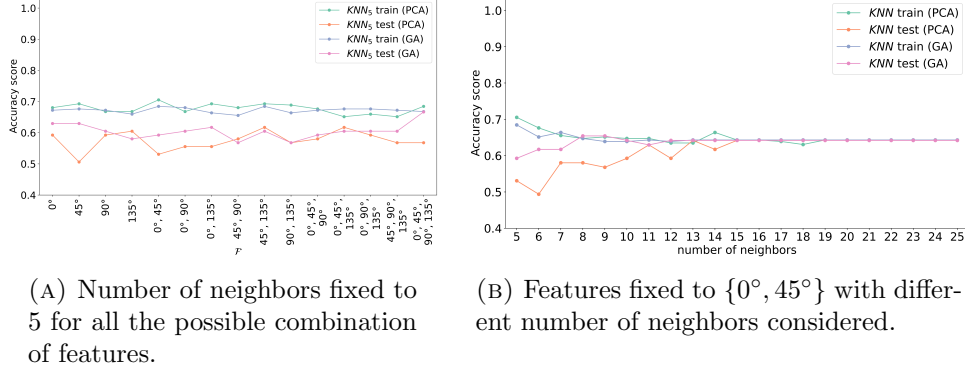 1.0
0.9
0.8
0.7
0.6
0.5
0.4
Accuracy score
KNN5 train (PCA)
KNN5 test (PCA)
KNN5 train (GA)
KNN5 test (GA)
0°
45°
90°
135°
0°, 45°
0°, 90°
0°, 135°
45°, 90°
45°, 135°
90°, 135°
0°, 45°, 90°
0°, 45°, 135°
0°, 90°, 135°
45°, 90°, 135°
0°, 45°, 90°, 135°
F
1.0
0.9
0.8
0.7
0.6
0.5
0.4
Accuracy score
KNN train (PCA)
KNN test (PCA)
KNN train (GA)
KNN test (GA)
5 6 7 8 9 10 11 12 13 14 15 16 17 18 19 20 21 22 23 24 25
number of neighbors
(A) Number of neighbors fixed to
5 for all the possible combination
of features.
(B) Features fixed to {0°, 45°} with differ-
ent number of neighbors considered.